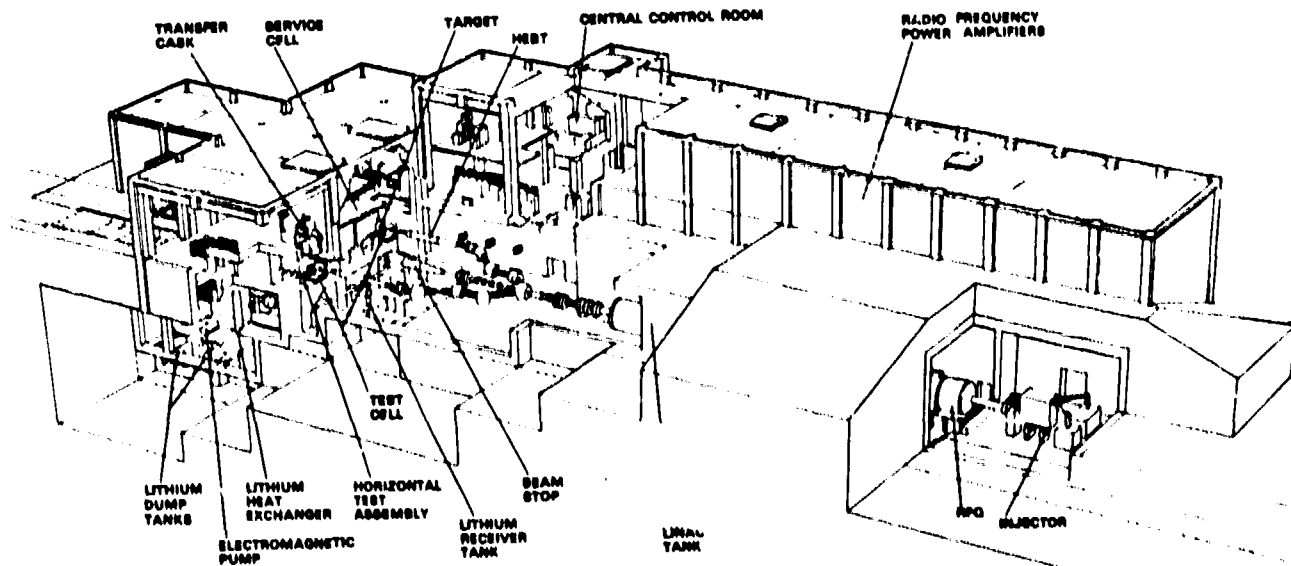 TRANSFER
CASK
SERVICE
CELL
TARGET
HEBT
CENTRAL CONTROL ROOM
RADIO FREQUENCY
POWER AMPLIFIERS
TEST
CELL
LITHIUM
DUMP
TANKS
LITHIUM
HEAT
EXCHANGER
HORIZONTAL
TEST
ASSEMBLY
BEAM
STOP
ELECTROMAGNETIC
PUMP
LITHIUM
RECEIVER
TANK
LINAC
TANK
RFQ
INJECTOR